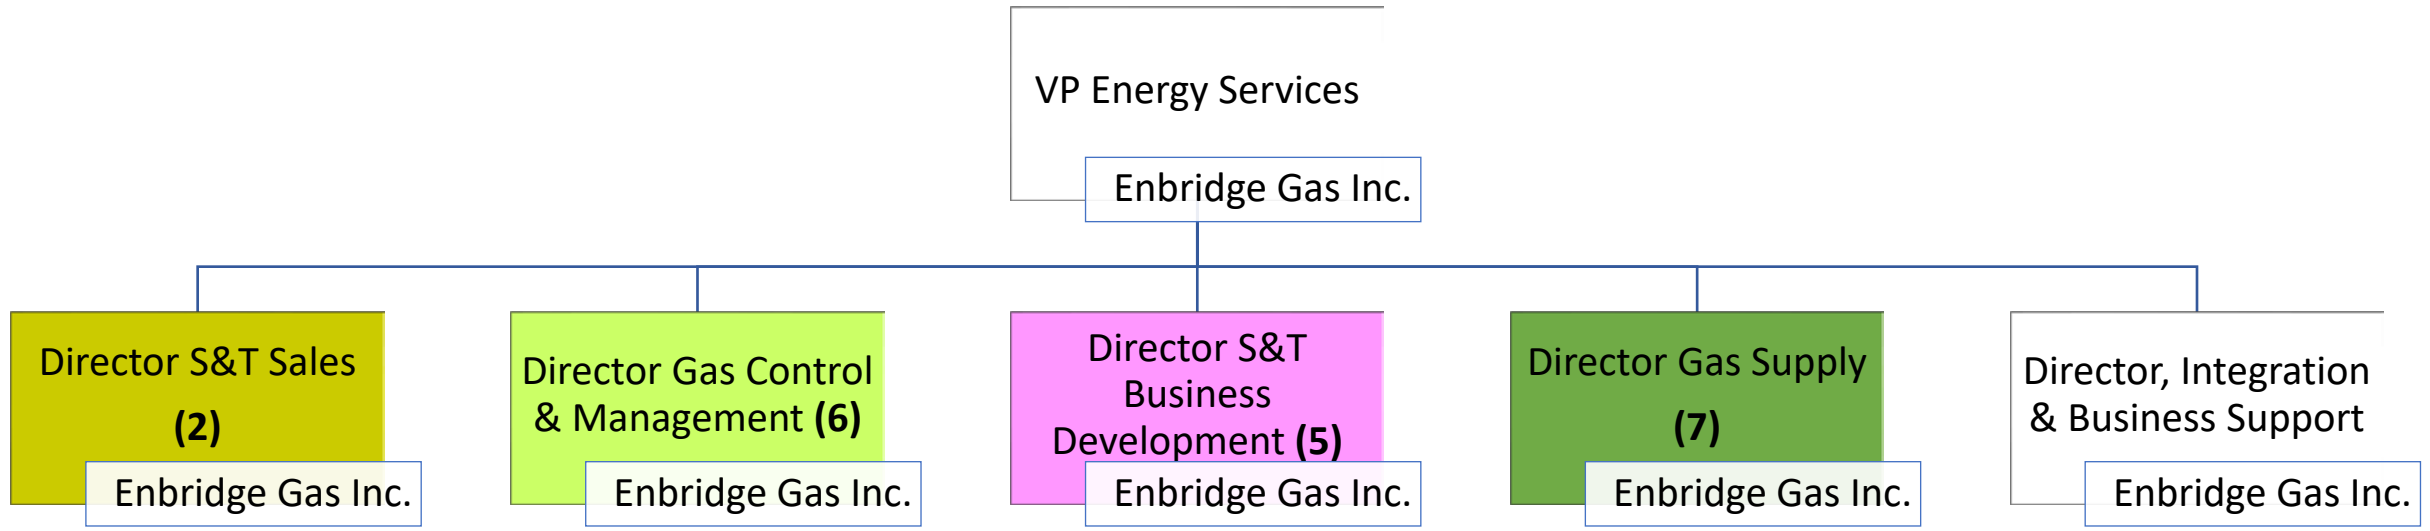 VP Energy Services
Enbridge Gas Inc.
Director S&T Sales
(2)
Enbridge Gas Inc.
Director Gas Control
& Management (6)
Enbridge Gas Inc.
Director S&T
Business
Development (5)
Enbridge Gas Inc.
Director Gas Supply
(7)
Enbridge Gas Inc.
Director, Integration
& Business Support
Enbridge Gas Inc.